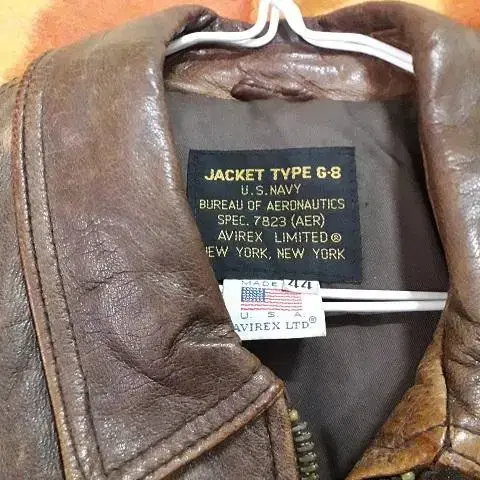 JACKET TYPE G-8
U.S. NAVY
BUREAU OF AERONAUTICS
SPEC. 7823 (AER)
AVIREX LIMITED®
NEW YORK, NEW YORK
MADE 44
U. S. A.
AVIREX LTD®